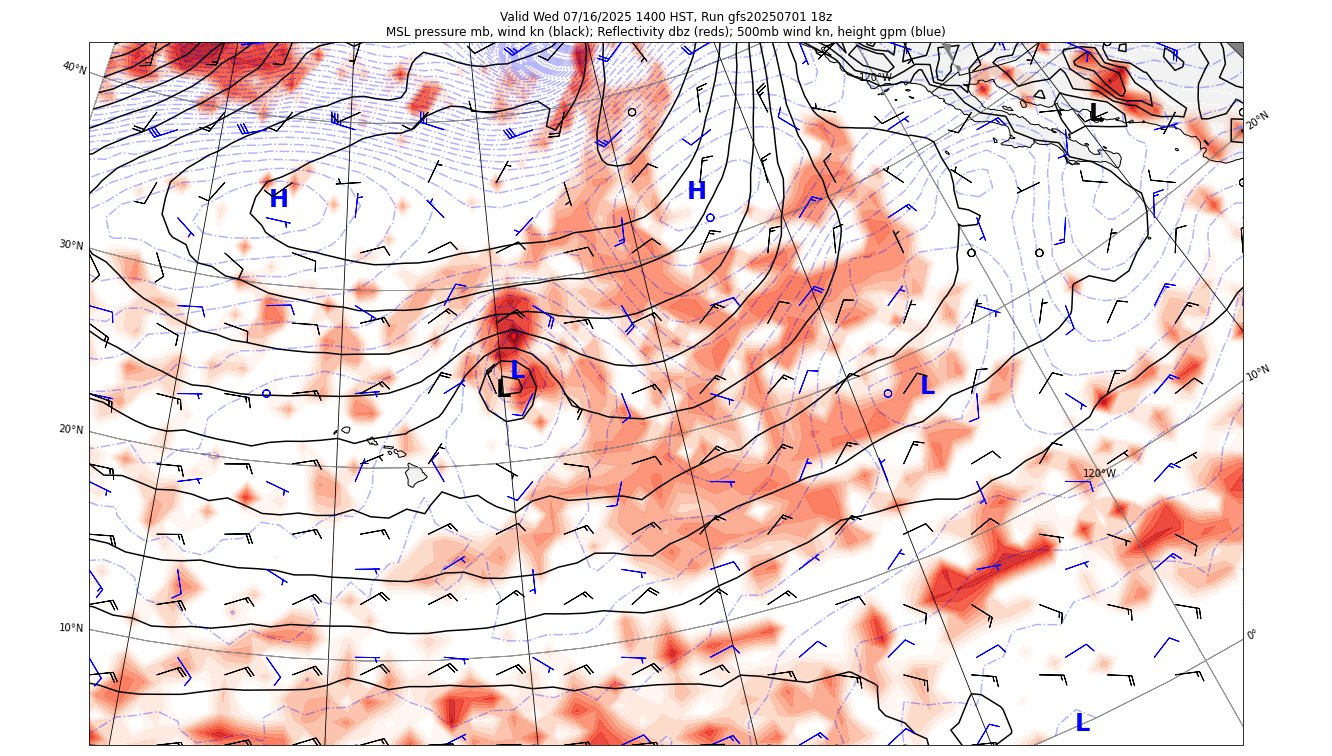 Valid Wed 07/16/2025 1400 HST, Run gfs20250701 18z
MSL pressure mb, wind kn (black); Reflectivity dbz (reds); 500mb wind kn, height gpm (blue)
40°N
120°W
L
20°N
H
H
30°N
L
L
L
10°N
20°N
120°W
10°N
0°
L